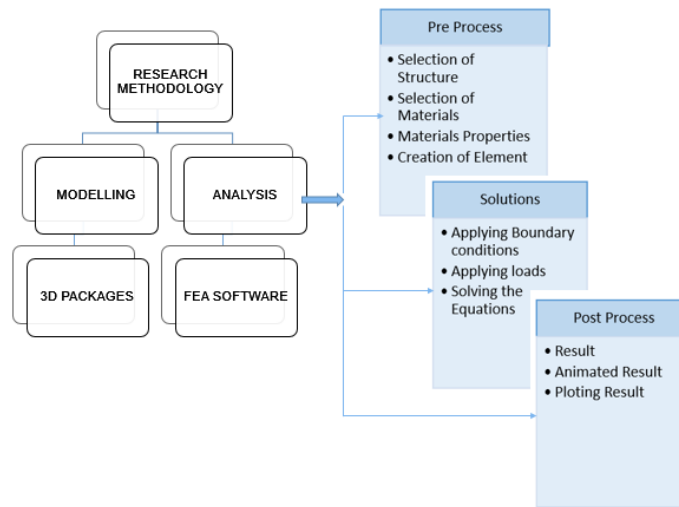 RESEARCH
METHODOLOGY
MODELLING
ANALYSIS
3D PACKAGES
FEA SOFTWARE
Pre Process
• Selection of
Structure
• Selection of
Materials
• Materials Properties
• Creation of Element
Solutions
• Applying Boundary
conditions
• Applying loads
• Solving the
Equations
Post Process
• Result
• Animated Result
• Ploting Result